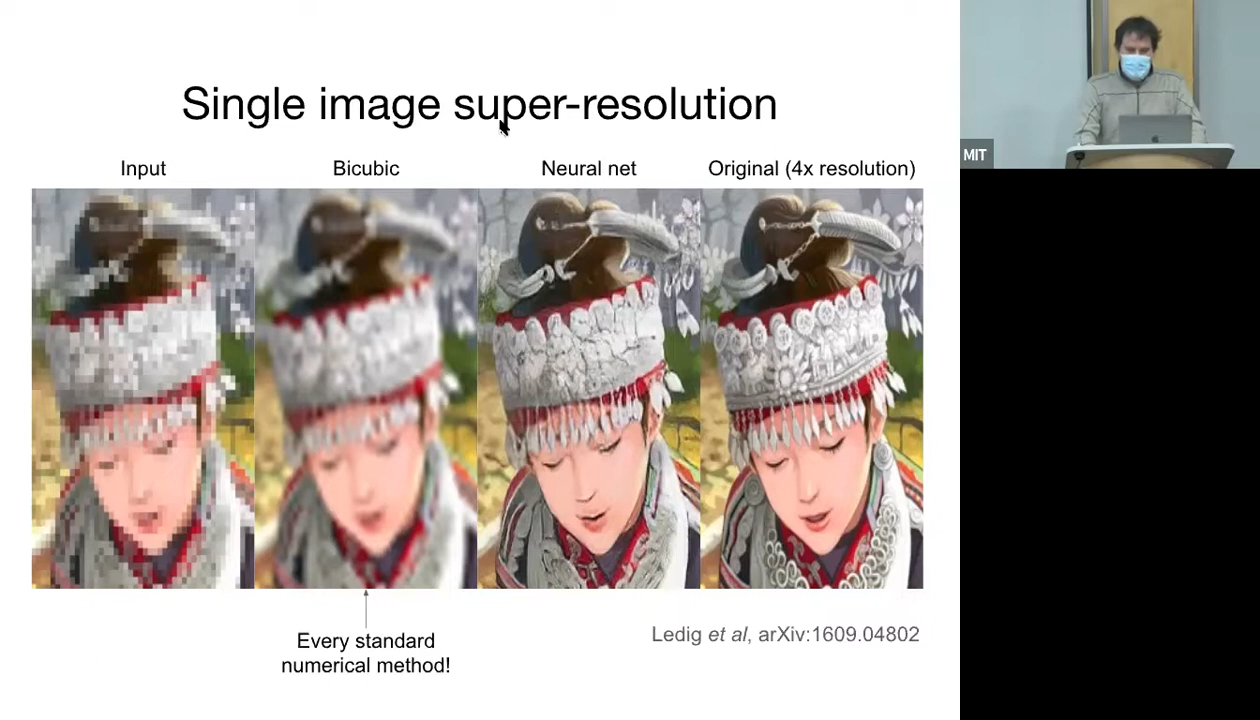 Single image super-resolution
Input
Bicubic
Neural net
Original (4x resolution)
Every standard
numerical method!
Ledig et al, arXiv:1609.04802
MIT